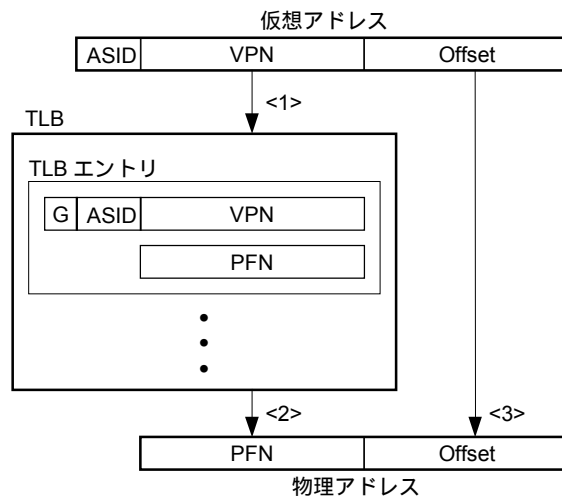 仮想アドレス
ASID VPN Offset
<1>
TLB
TLB エントリ
G ASID VPN
PFN
<2> <3>
PFN Offset
物理アドレス